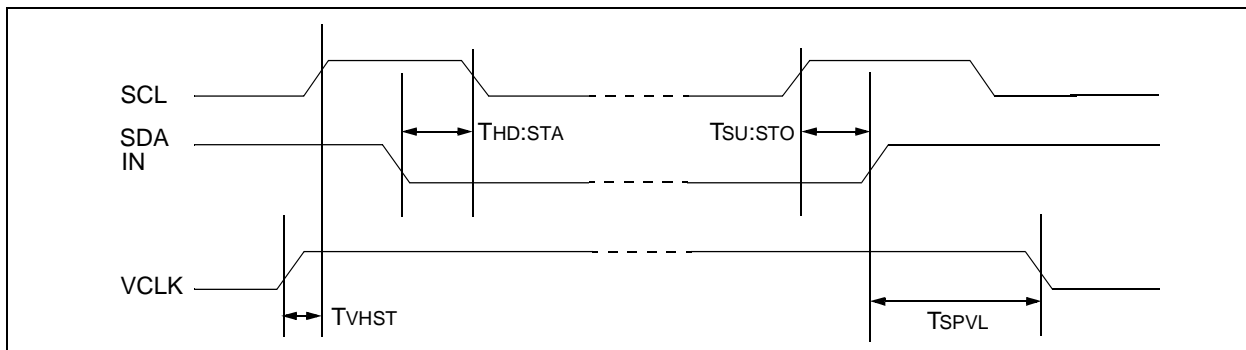 SCL
SDA
IN
THD:STA
TSU:STO
VCLK
TVHST
TSPVL